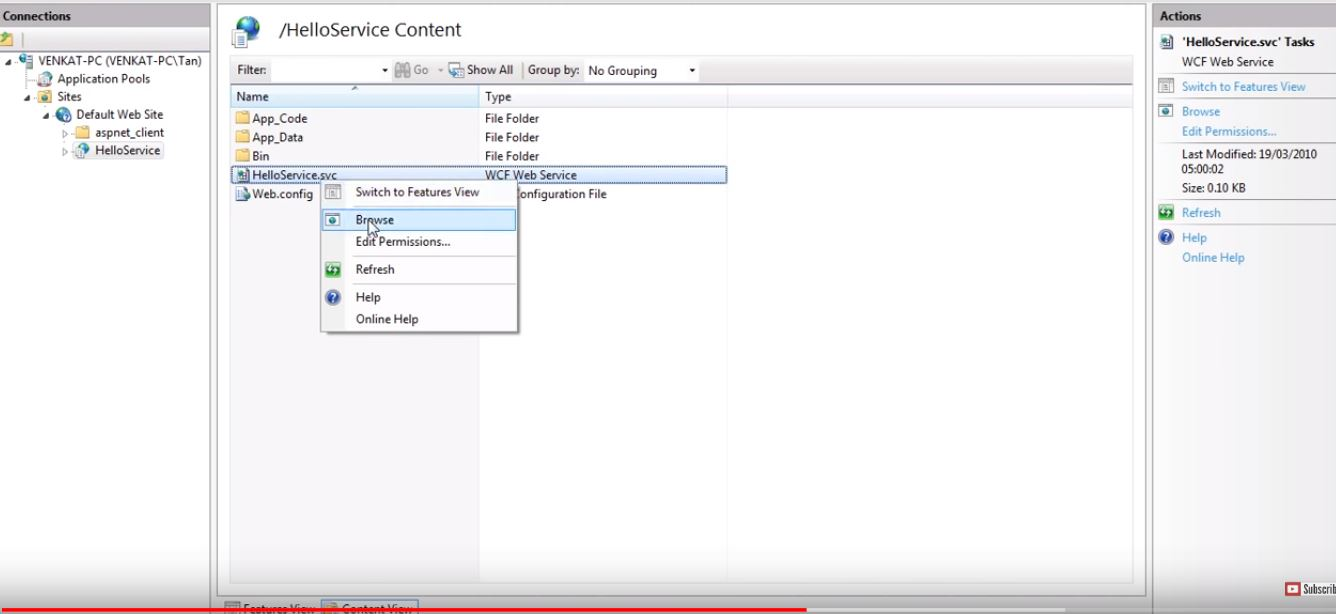 Connections
VENKAT-PC (VENKAT-PC\Tan)
Application Pools
Sites
Default Web Site
aspnet_client
HelloService
/HelloService Content
Filter:
Go
Show All
Group by:
No Grouping
Name
Type
App_Code
File Folder
App_Data
File Folder
Bin
File Folder
HelloService.svc
WCF Web Service
Web.config
onfiguration File
Switch to Features View
Browse
Edit Permissions...
Refresh
Help
Online Help
Features View
Content View
Actions
'HelloService.svc' Tasks
WCF Web Service
Switch to Features View
Browse
Edit Permissions...
Last Modified: 19/03/2010
05:00:02
Size: 0.10 KB
Refresh
Help
Online Help
Subscrib